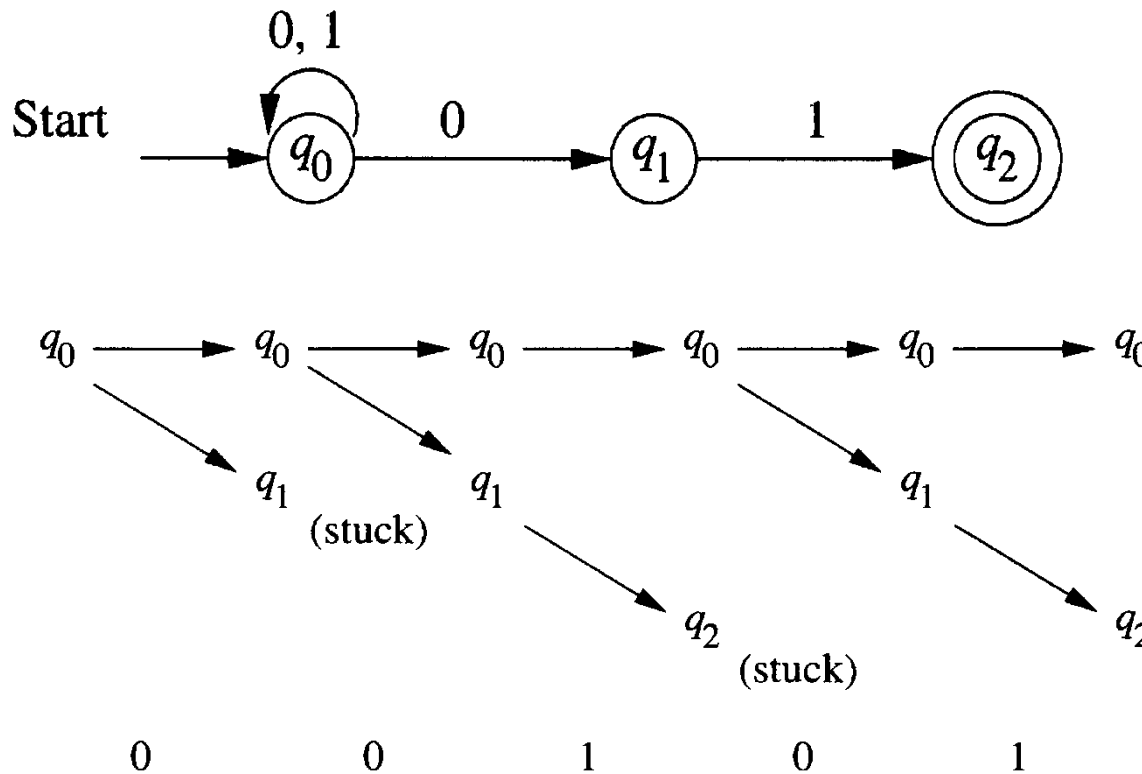 0, 1
Start q0 0 q1 1 q2
q0 q0 q0 q0 q0 q0
q1 (stuck) q1 q1
q2 (stuck) q2
0 0 1 0 1